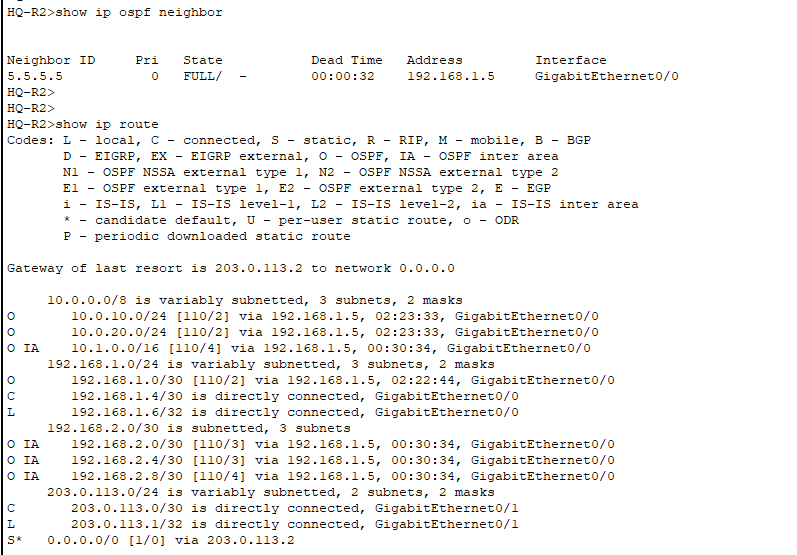 HQ-R2>show ip ospf neighbor
Neighbor ID     Pri   State           Dead Time   Address         Interface
5.5.5.5           0   FULL/  -        00:00:32    192.168.1.5     GigabitEthernet0/0
HQ-R2>
HQ-R2>
HQ-R2>show ip route
Codes: L - local, C - connected, S - static, R - RIP, M - mobile, B - BGP
       D - EIGRP, EX - EIGRP external, O - OSPF, IA - OSPF inter area
       N1 - OSPF NSSA external type 1, N2 - OSPF NSSA external type 2
       E1 - OSPF external type 1, E2 - OSPF external type 2, E - EGP
       i - IS-IS, L1 - IS-IS level-1, L2 - IS-IS level-2, ia - IS-IS inter area
       * - candidate default, U - per-user static route, o - ODR
       P - periodic downloaded static route
Gateway of last resort is 203.0.113.2 to network 0.0.0.0
     10.0.0.0/8 is variably subnetted, 3 subnets, 2 masks
O       10.0.10.0/24 [110/2] via 192.168.1.5, 02:23:33, GigabitEthernet0/0
O       10.0.20.0/24 [110/2] via 192.168.1.5, 02:23:33, GigabitEthernet0/0
O IA    10.1.0.0/16 [110/4] via 192.168.1.5, 00:30:34, GigabitEthernet0/0
     192.168.1.0/24 is variably subnetted, 3 subnets, 2 masks
O       192.168.1.0/30 [110/2] via 192.168.1.5, 02:22:44, GigabitEthernet0/0
C       192.168.1.4/30 is directly connected, GigabitEthernet0/0
L       192.168.1.6/32 is directly connected, GigabitEthernet0/0
     192.168.2.0/30 is subnetted, 3 subnets
O IA    192.168.2.0/30 [110/3] via 192.168.1.5, 00:30:34, GigabitEthernet0/0
O IA    192.168.2.4/30 [110/3] via 192.168.1.5, 00:30:34, GigabitEthernet0/0
O IA    192.168.2.8/30 [110/4] via 192.168.1.5, 00:30:34, GigabitEthernet0/0
     203.0.113.0/24 is variably subnetted, 2 subnets, 2 masks
C       203.0.113.0/30 is directly connected, GigabitEthernet0/1
L       203.0.113.1/32 is directly connected, GigabitEthernet0/1
S*   0.0.0.0/0 [1/0] via 203.0.113.2